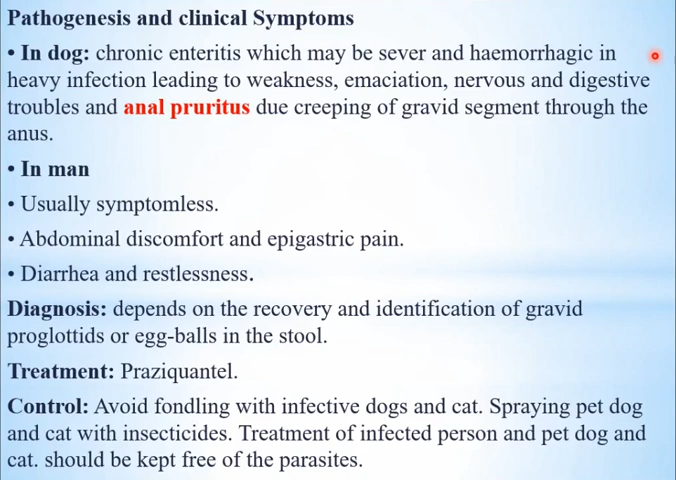 Pathogenesis and clinical Symptoms
• In dog: chronic enteritis which may be sever and haemorrhagic in
heavy infection leading to weakness, emaciation, nervous and digestive
troubles and anal pruritus due creeping of gravid segment through the
anus.
• In man
• Usually symptomless.
• Abdominal discomfort and epigastric pain.
• Diarrhea and restlessness.
Diagnosis: depends on the recovery and identification of gravid
proglottids or egg-balls in the stool.
Treatment: Praziquantel.
Control: Avoid fondling with infective dogs and cat. Spraying pet dog
and cat with insecticides. Treatment of infected person and pet dog and
cat. should be kept free of the parasites.